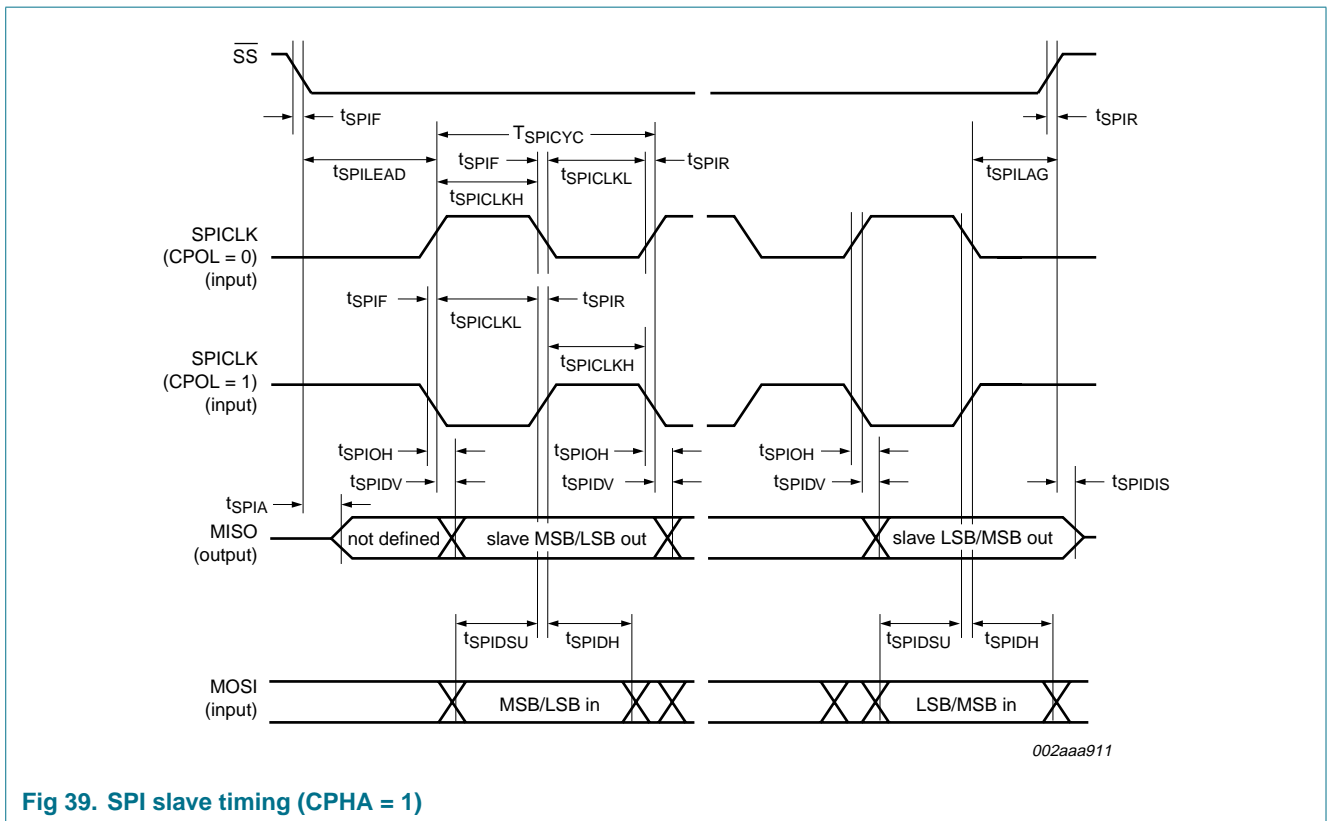 SS
tSPIF
TSPICYC
tSPIR
tSPIF
tSPIR
tSPILEAD
tSPICLKL
tSPILAG
tSPICLKH
SPICLK
(CPOL = 0)
(input)
tSPIF
tSPIR
tSPICLKL
tSPICLKH
SPICLK
(CPOL = 1)
(input)
tSPIOH
tSPIOH
tSPIOH
tSPIDV
tSPIDV
tSPIDV
tSPIDIS
tSPIA
MISO
(output)
not defined
slave MSB/LSB out
slave LSB/MSB out
tSPIDSU
tSPIDH
tSPIDSU
tSPIDH
MOSI
(input)
MSB/LSB in
LSB/MSB in
002aaa911
Fig 39. SPI slave timing (CPHA = 1)